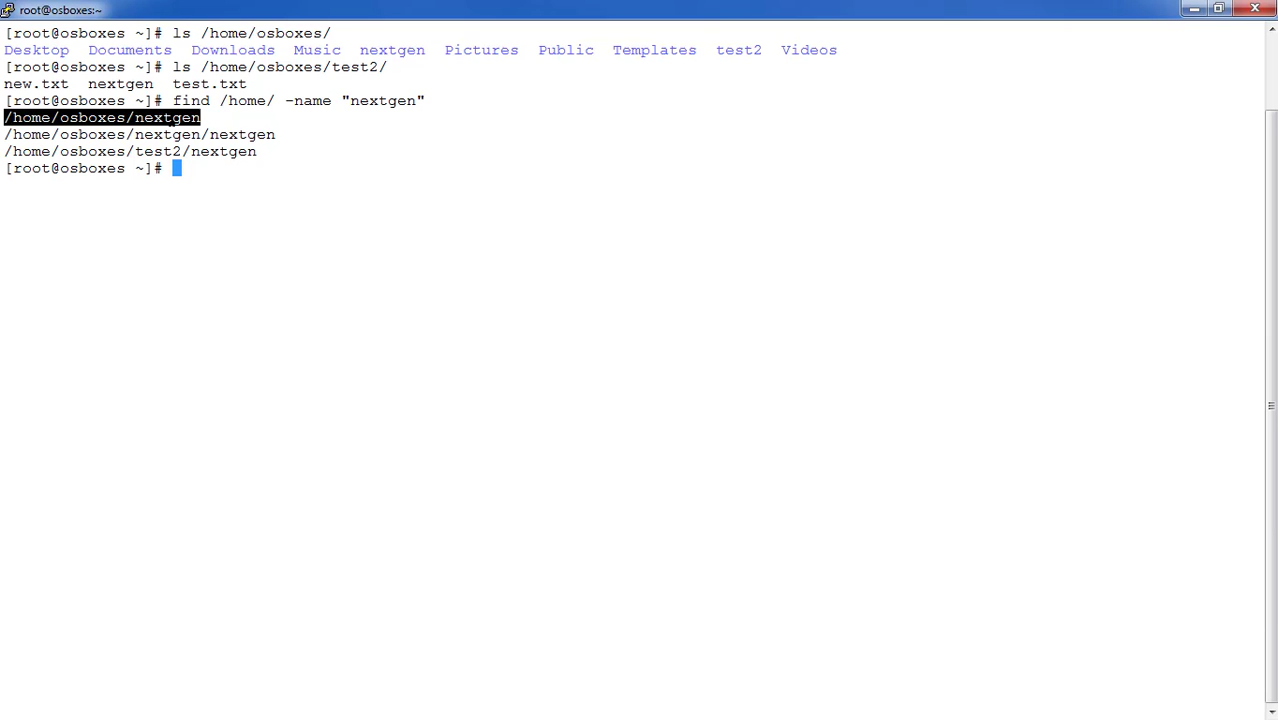 root@osboxes:~
[root@osboxes ~]# ls /home/osboxes/
Desktop  Documents  Downloads  Music  nextgen  Pictures  Public  Templates  test2  Videos
[root@osboxes ~]# ls /home/osboxes/test2/
new.txt  nextgen  test.txt
[root@osboxes ~]# find /home/ -name "nextgen"
/home/osboxes/nextgen
/home/osboxes/nextgen/nextgen
/home/osboxes/test2/nextgen
[root@osboxes ~]#